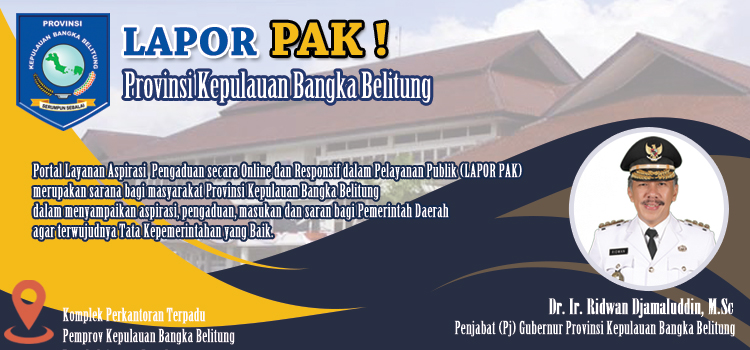 PROVINSI
KEPULAUAN BANGKA BELITUNG
SERUMPUN SEBALAI
LAPOR PAK !
Provinsi Kepulauan Bangka Belitung
Portal Layanan Aspirasi Pengaduan secara Online dan Responsif dalam Pelayanan Publik (LAPOR PAK)
merupakan sarana bagi masyarakat Provinsi Kepulauan Bangka Belitung
dalam menyampaikan aspirasi, pengaduan, masukan dan saran bagi Pemerintah Daerah
agar terwujudnya Tata Kepemerintahan yang Baik.
Komplek Perkantoran Terpadu
Pemprov Kepulauan Bangka Belitung
Dr. Ir. Ridwan Djamaluddin, M.Sc
Penjabat (Pj) Gubernur Provinsi Kepulauan Bangka Belitung